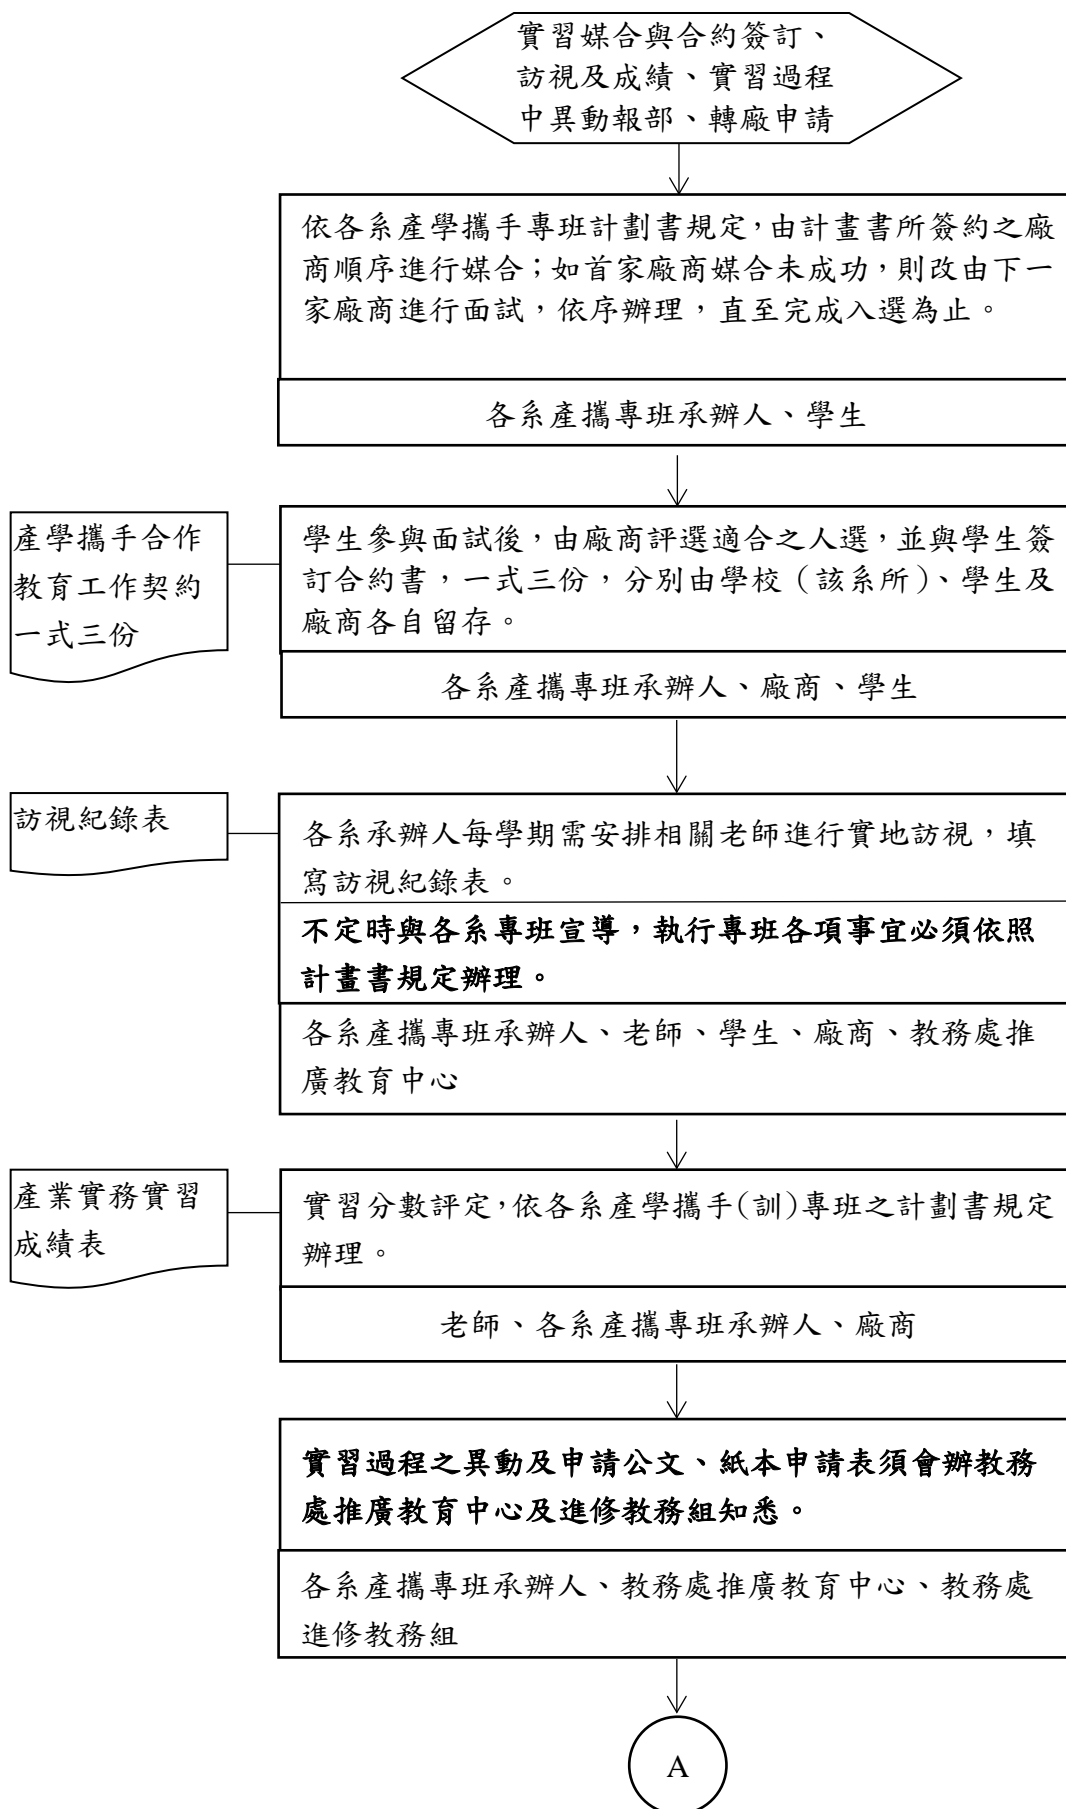 實習媒合與合約簽訂、
訪視及成績、實習過程
中異動報部、轉廠申請
依各系產學攜手專班計劃書規定，由計畫書所簽約之廠
商順序進行媒合；如首家廠商媒合未成功，則改由下一
家廠商進行面試，依序辦理，直至完成入選為止。
各系產攜專班承辦人、學生
產學攜手合作
教育工作契約
一式三份
學生參與面試後，由廠商評選適合之人選，並與學生簽
訂合約書，一式三份，分別由學校（該系所）、學生及
廠商各自留存。
各系產攜專班承辦人、廠商、學生
訪視紀錄表
各系承辦人每學期需安排相關老師進行實地訪視，填
寫訪視紀錄表。
不定時與各系專班宣導，執行專班各項事宜必須依照
計畫書規定辦理。
各系產攜專班承辦人、老師、學生、廠商、教務處推
廣教育中心
產業實務實習
成績表
實習分數評定，依各系產學攜手(訓)專班之計劃書規定
辦理。
老師、各系產攜專班承辦人、廠商
實習過程之異動及申請公文、紙本申請表須會辦教務
處推廣教育中心及進修教務組知悉。
各系產攜專班承辦人、教務處推廣教育中心、教務處
進修教務組
A